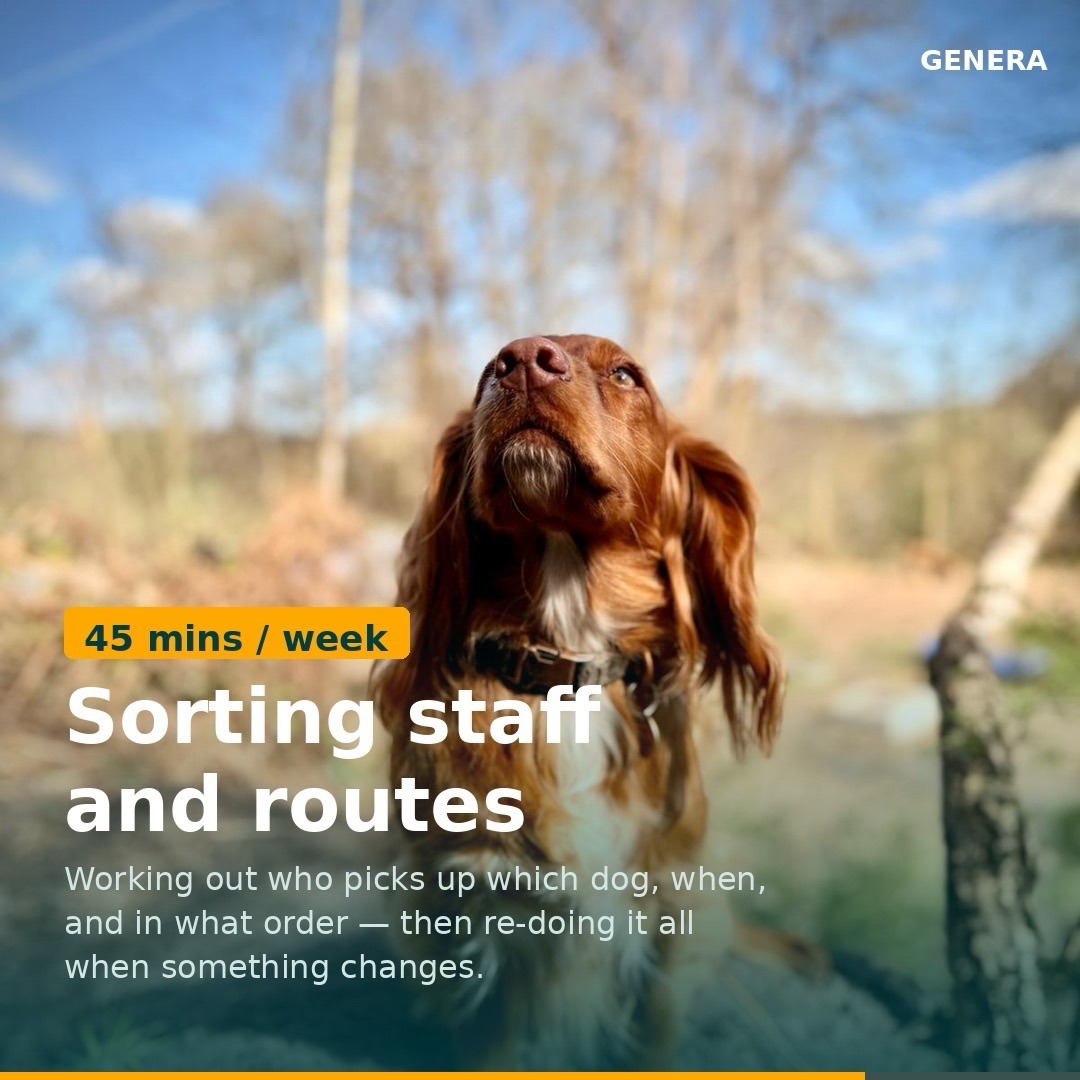 GENERA
45 mins / week
Sorting staff
and routes
Working out who picks up which dog, when,
and in what order — then re-doing it all
when something changes.